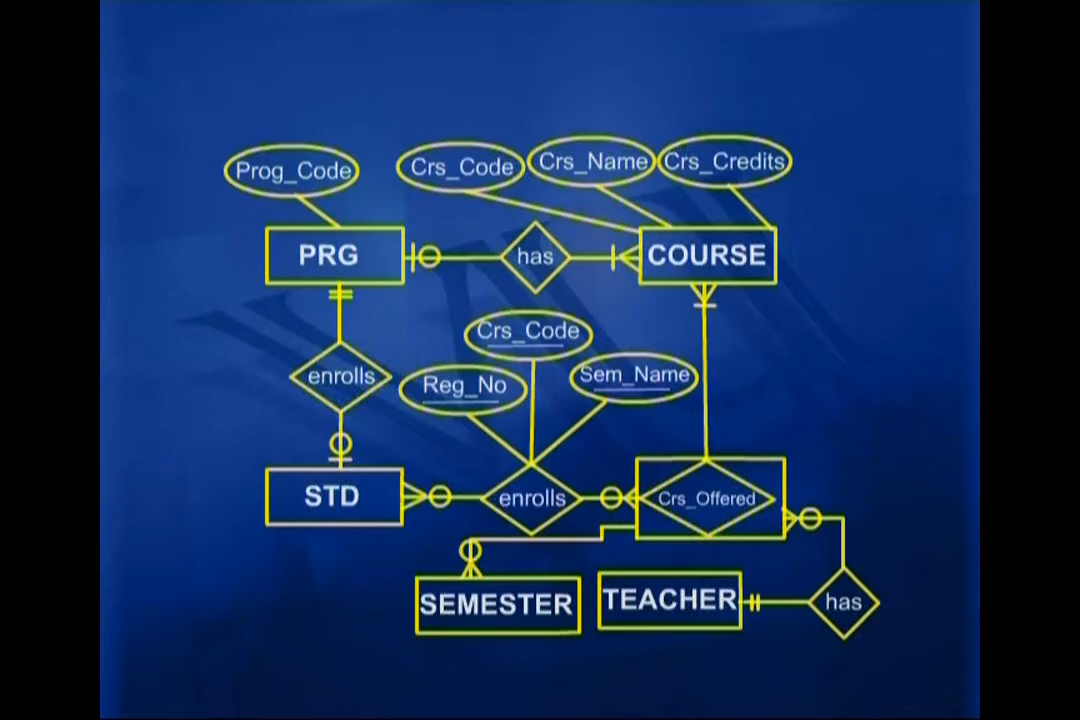 Prog_Code
Crs_Code
Crs_Name
Crs_Credits
PRG
has
COURSE
Crs_Code
enrolls
Reg_No
Sem_Name
STD
enrolls
Crs_Offered
SEMESTER
TEACHER
has